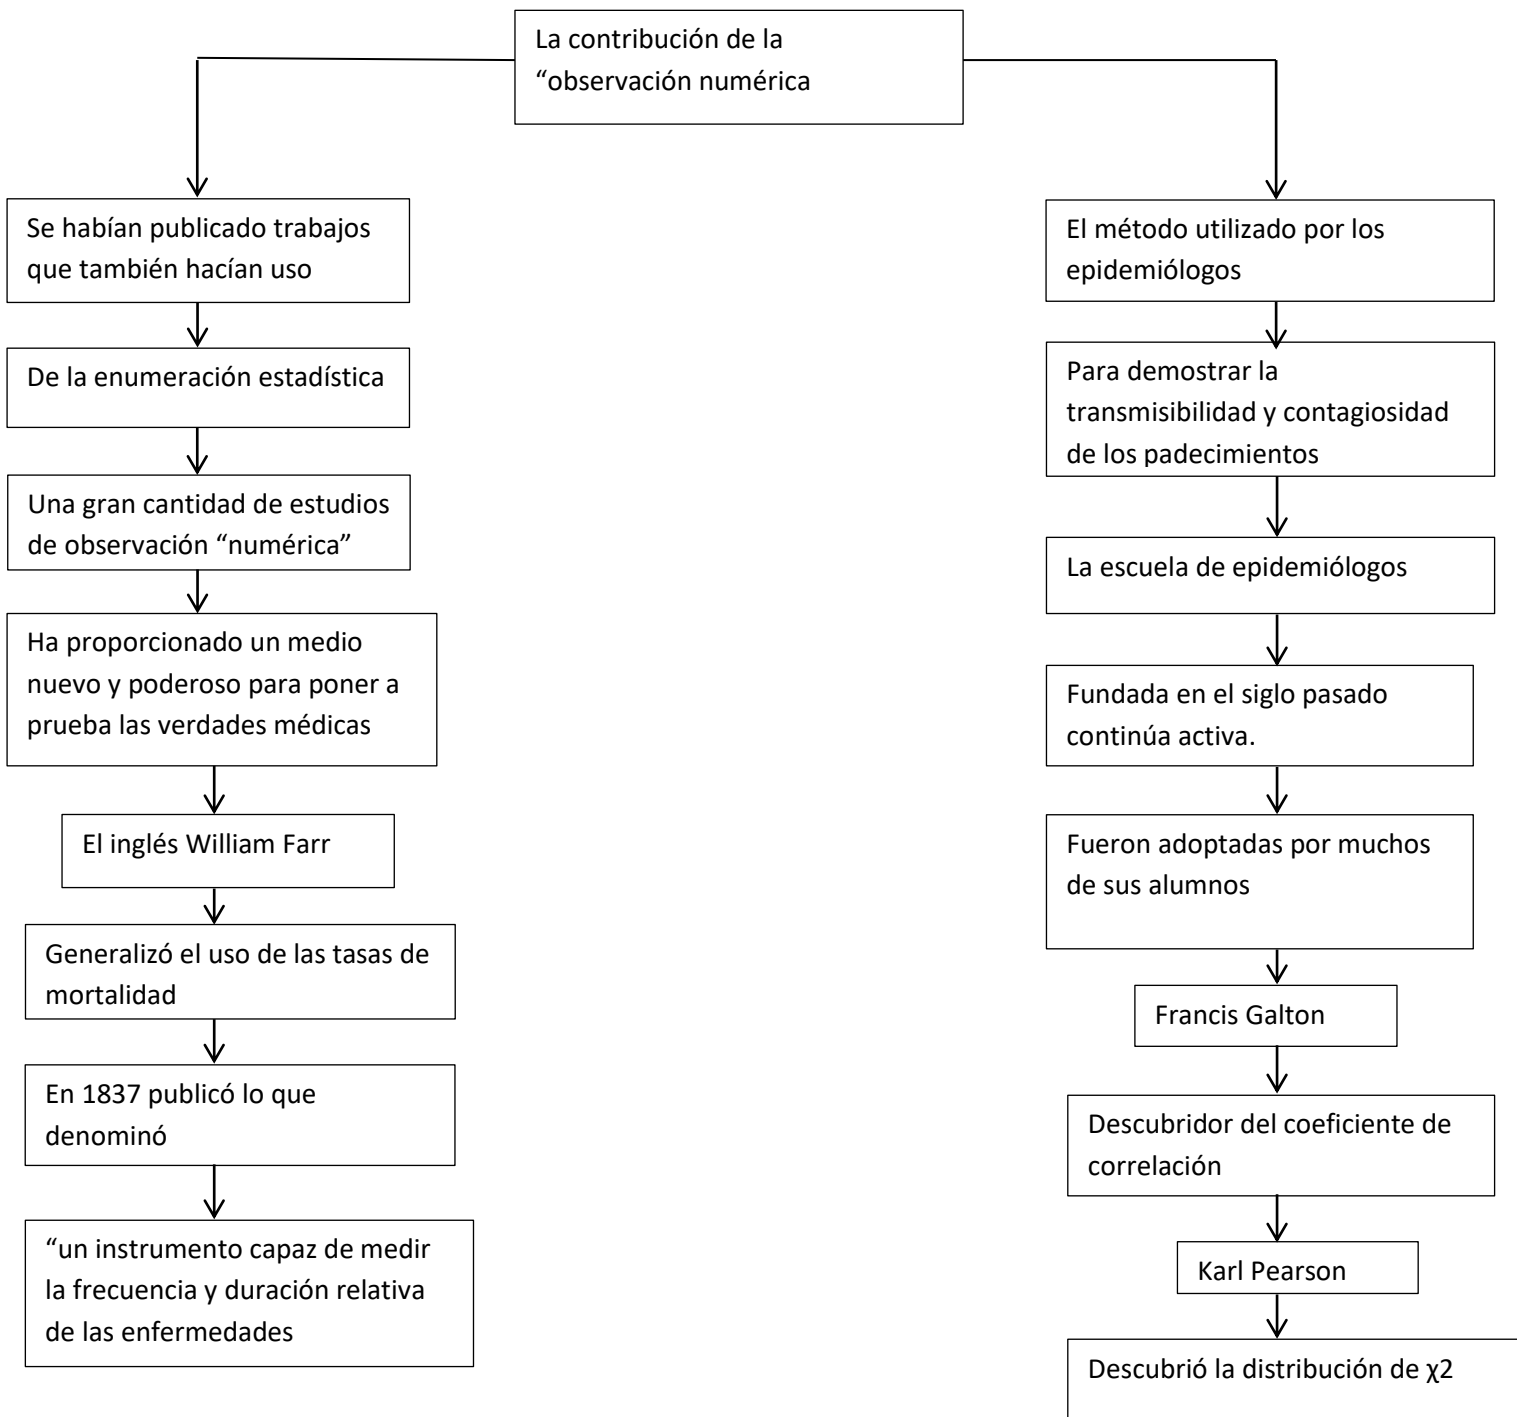 La contribución de la
“observación numérica
Se habían publicado trabajos
que también hacían uso
De la enumeración estadística
Una gran cantidad de estudios
de observación “numérica”
Ha proporcionado un medio
nuevo y poderoso para poner a
prueba las verdades médicas
El inglés William Farr
Generalizó el uso de las tasas de
mortalidad
En 1837 publicó lo que
denominó
“un instrumento capaz de medir
la frecuencia y duración relativa
de las enfermedades
El método utilizado por los
epidemiólogos
Para demostrar la
transmisibilidad y contagiosidad
de los padecimientos
La escuela de epidemiólogos
Fundada en el siglo pasado
continúa activa.
Fueron adoptadas por muchos
de sus alumnos
Francis Galton
Descubridor del coeficiente de
correlación
Karl Pearson
Descubrió la distribución de χ2